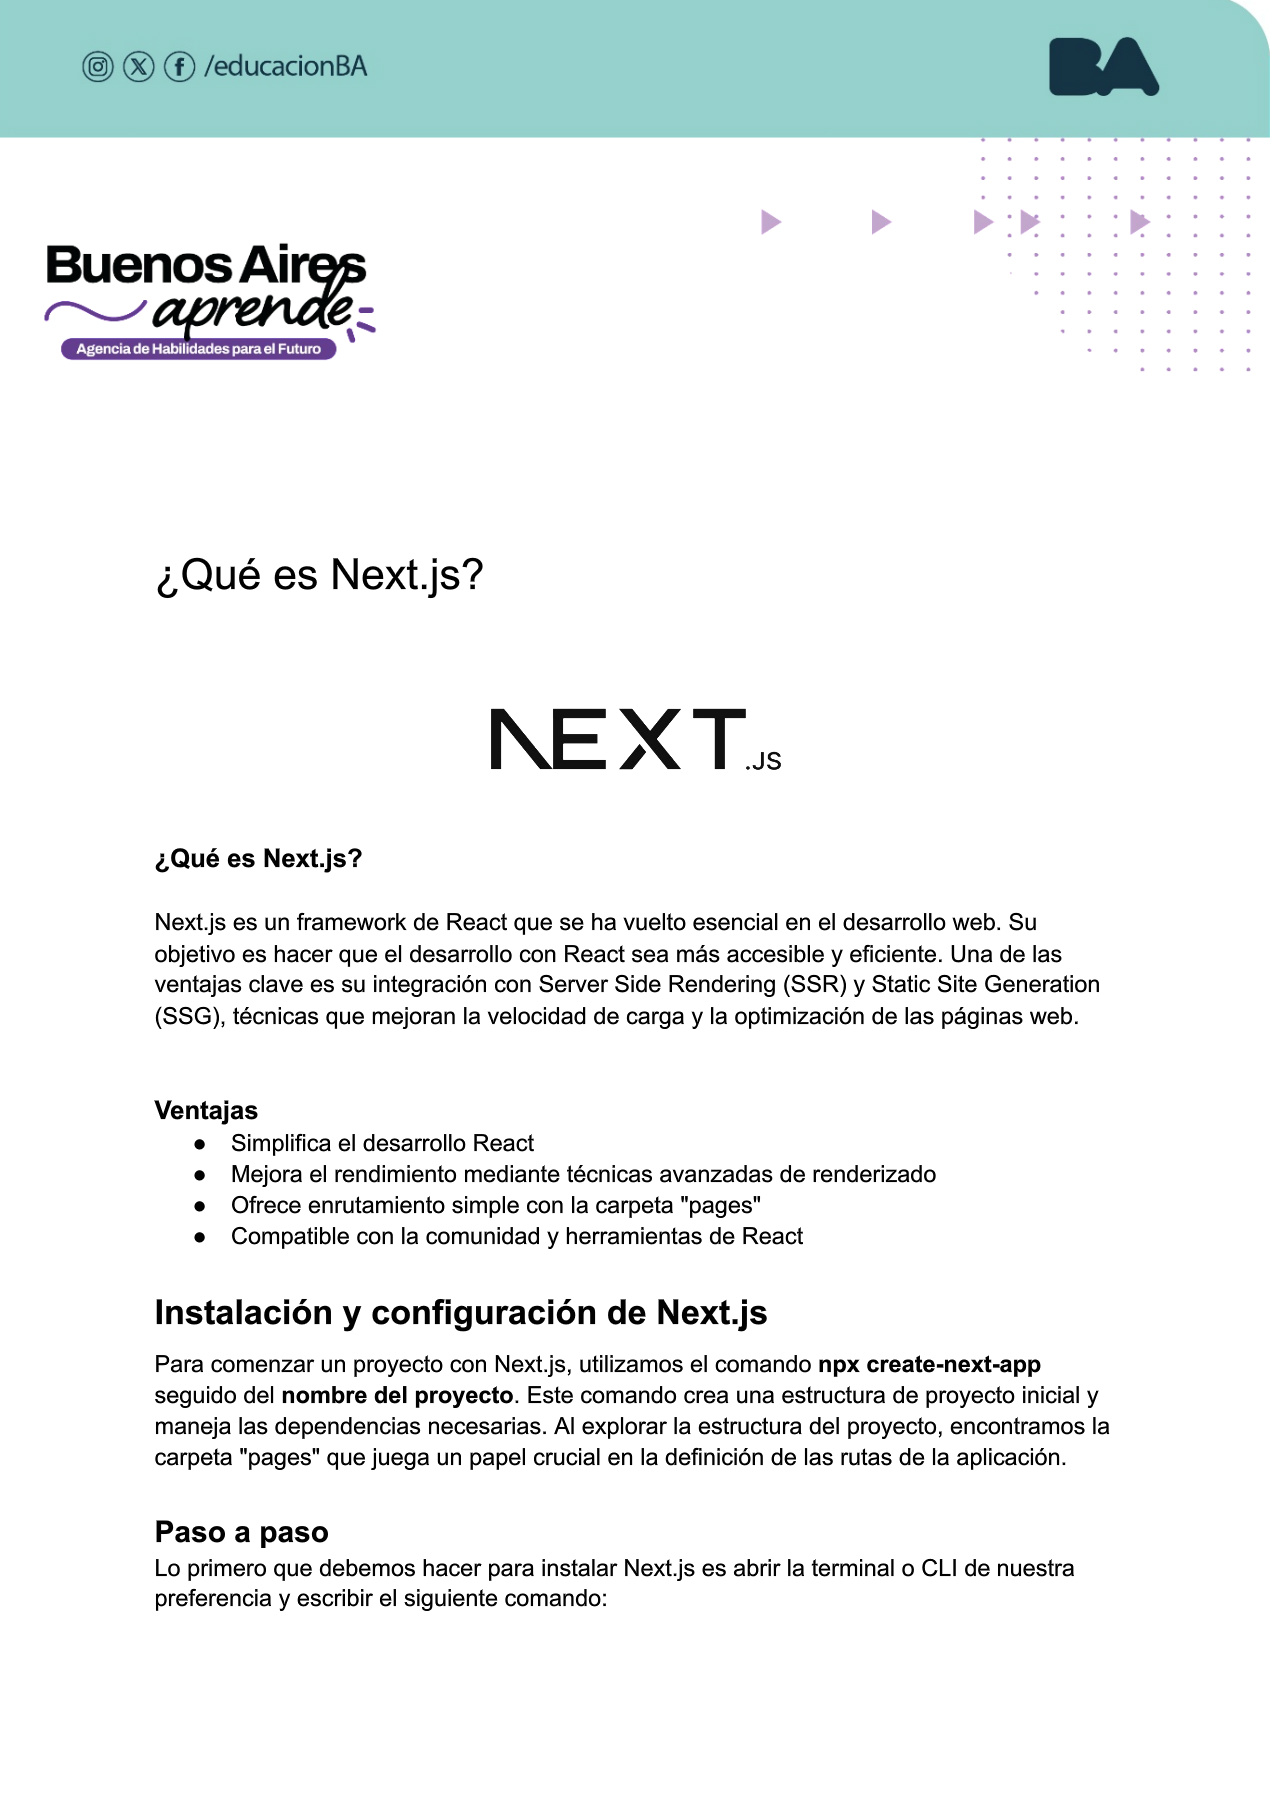 /educacionBA
BA
Buenos Aires
aprende
Agencia de Habilidades para el Futuro
¿Qué es Next.js?
NEXT.JS
¿Qué es Next.js?
Next.js es un framework de React que se ha vuelto esencial en el desarrollo web. Su
objetivo es hacer que el desarrollo con React sea más accesible y eficiente. Una de las
ventajas clave es su integración con Server Side Rendering (SSR) y Static Site Generation
(SSG), técnicas que mejoran la velocidad de carga y la optimización de las páginas web.
Ventajas
● Simplifica el desarrollo React
● Mejora el rendimiento mediante técnicas avanzadas de renderizado
● Ofrece enrutamiento simple con la carpeta "pages"
● Compatible con la comunidad y herramientas de React
Instalación y configuración de Next.js
Para comenzar un proyecto con Next.js, utilizamos el comando npx create-next-app
seguido del nombre del proyecto. Este comando crea una estructura de proyecto inicial y
maneja las dependencias necesarias. Al explorar la estructura del proyecto, encontramos la
carpeta "pages" que juega un papel crucial en la definición de las rutas de la aplicación.
Paso a paso
Lo primero que debemos hacer para instalar Next.js es abrir la terminal o CLI de nuestra
preferencia y escribir el siguiente comando: